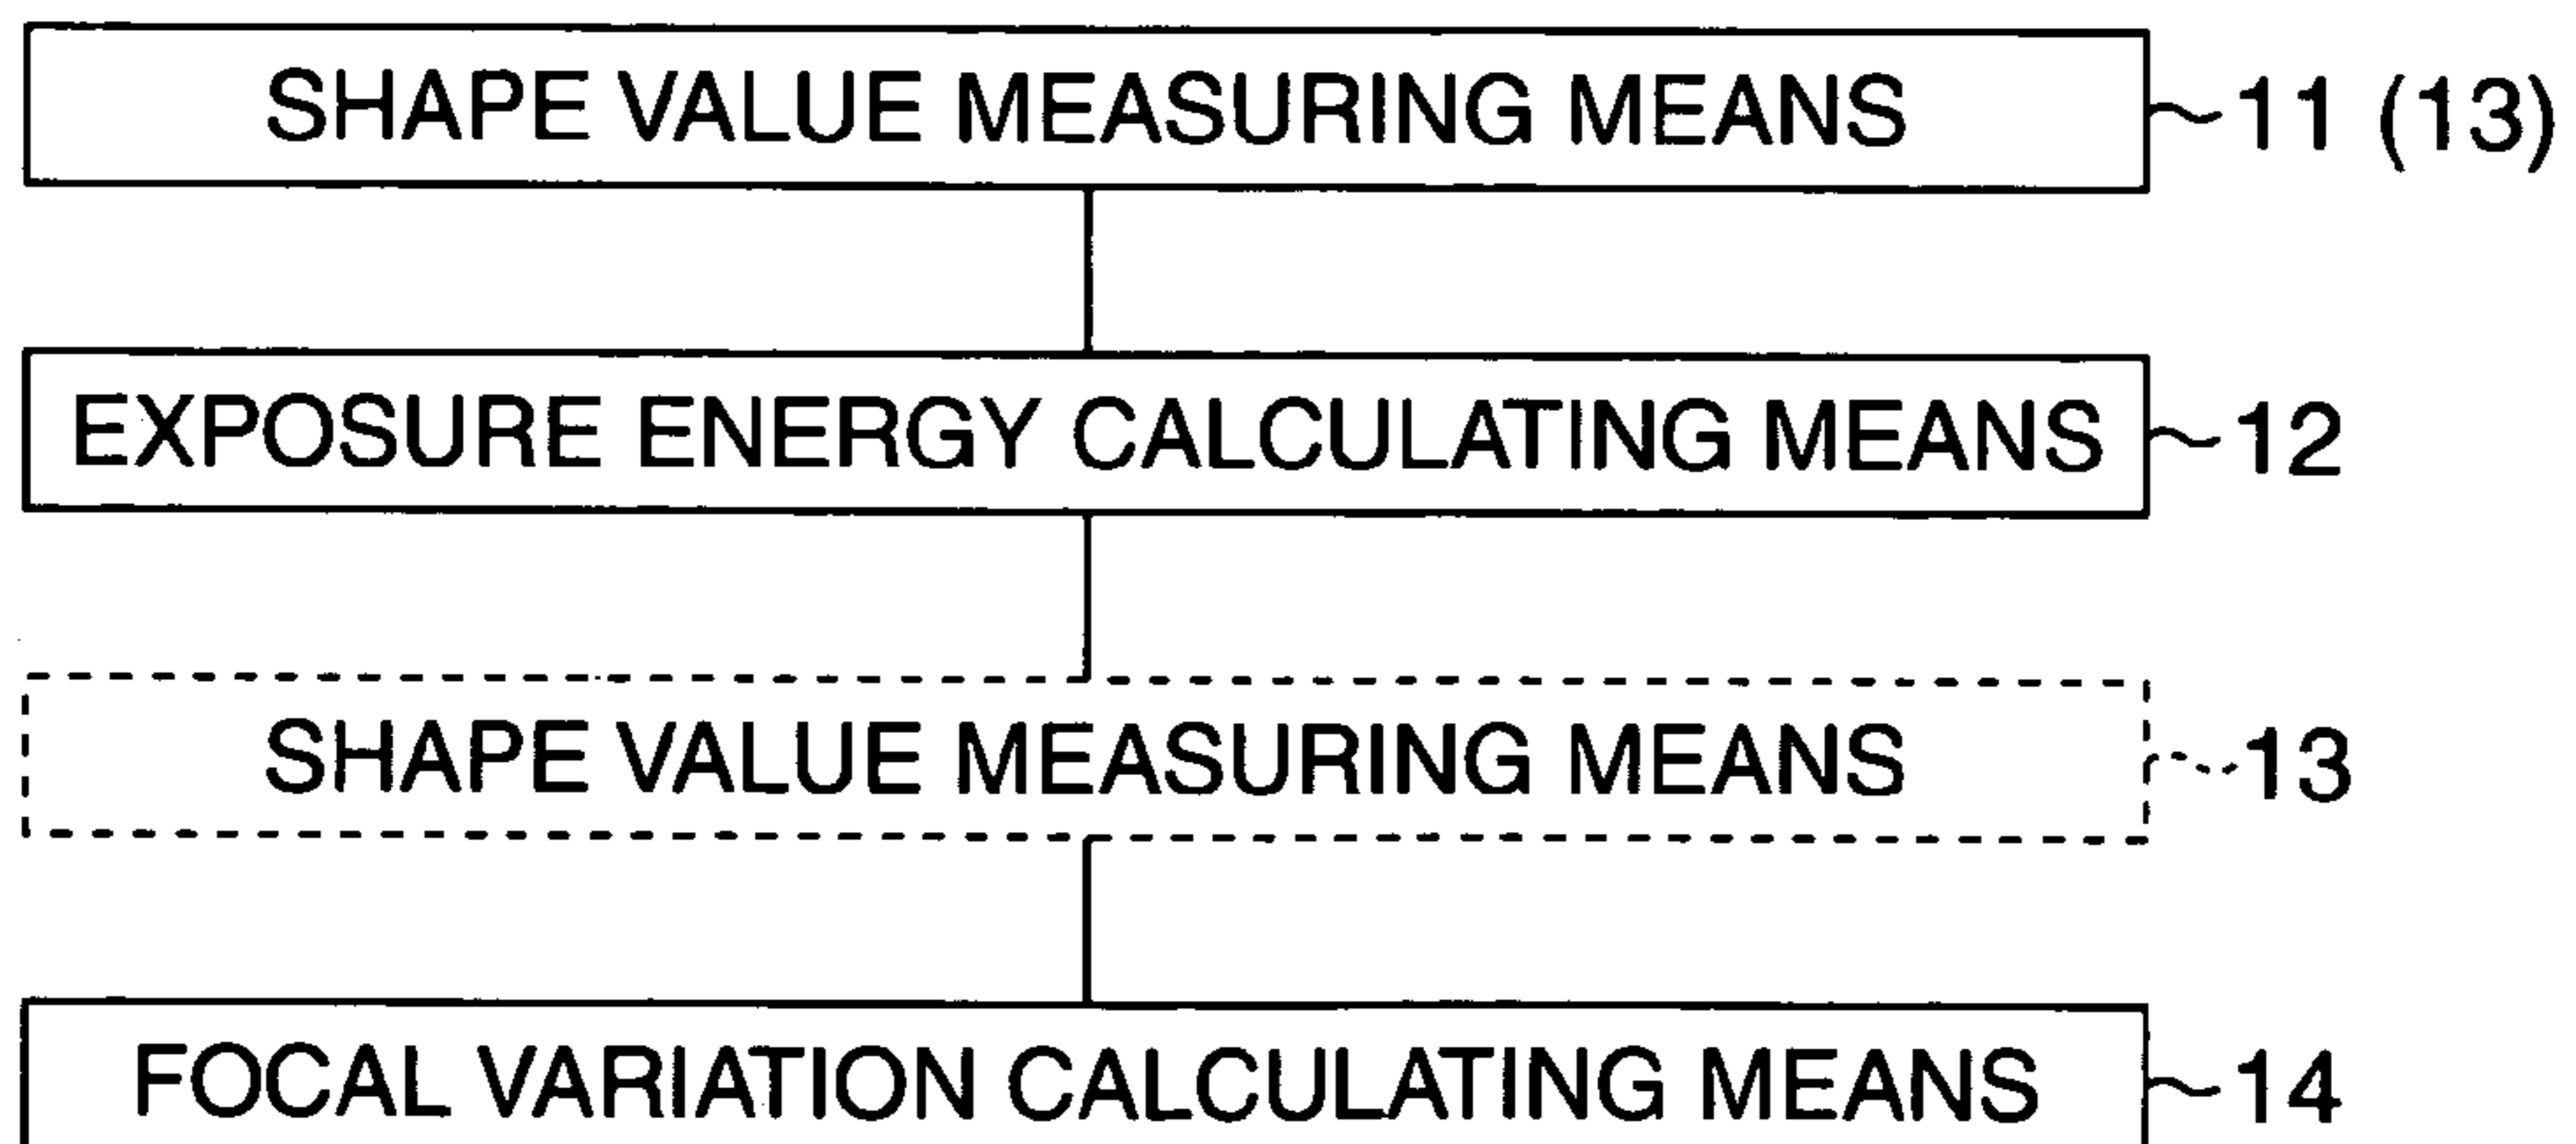 SHAPE VALUE MEASURING MEANS 11 (13)
EXPOSURE ENERGY CALCULATING MEANS 12
SHAPE VALUE MEASURING MEANS 13
FOCAL VARIATION CALCULATING MEANS 14